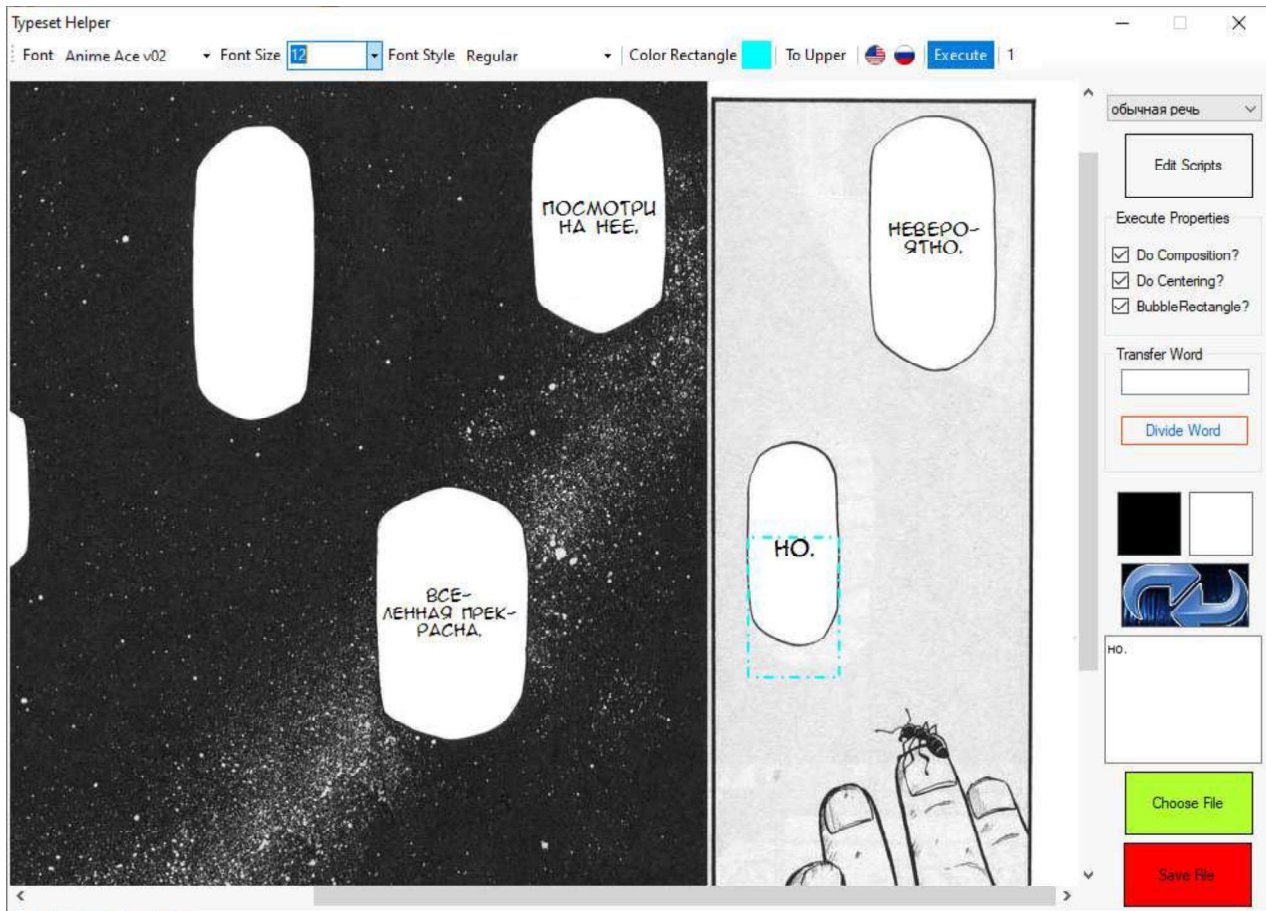 Typeset Helper
Font Anime Ace v02 Font Size 12 Font Style Regular Color Rectangle To Upper Execute 1
обычная речь
Edit Scripts
Execute Properties
Do Composition?
Do Centering?
BubbleRectangle?
Transfer Word
Divide Word
но.
Choose File
Save File
ПОСМОТРИ
НА НЕЕ.
НЕВЕРО-
ЯТНО.
НО.
ВСЕ-
ЛЕННАЯ ПРЕК-
РАСНА.